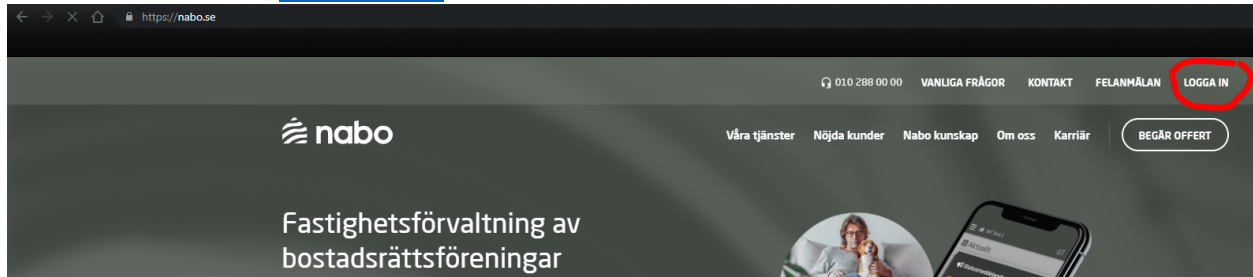 https://nabo.se
010 288 00 00 VANLIGA FRÅGOR KONTAKT FELANMÄLAN LOGGA IN
nabo Våra tjänster Nöjda kunder Nabo kunskap Om oss Karriär BEGÄR OFFERT
Fastighetsförvaltning av
bostadsrättsföreningar
Aktuellt